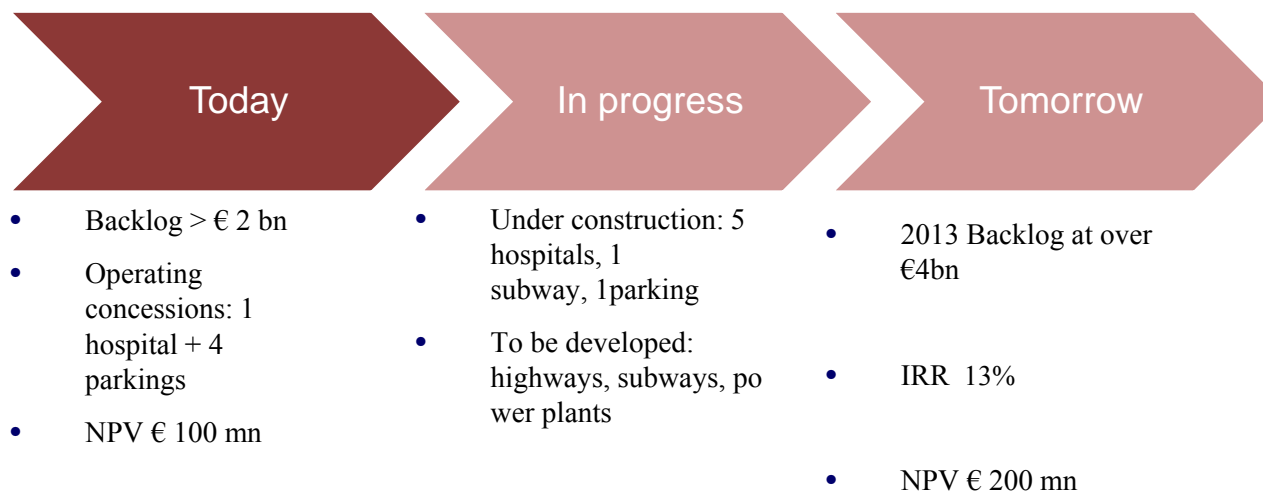 Today
In progress
Tomorrow
• Backlog > € 2 bn
• Operating
concessions: 1
hospital + 4
parkings
• NPV € 100 mn
• Under construction: 5
hospitals, 1
subway, 1parking
• To be developed:
highways, subways, po
wer plants
• 2013 Backlog at over
€4bn
• IRR 13%
• NPV € 200 mn